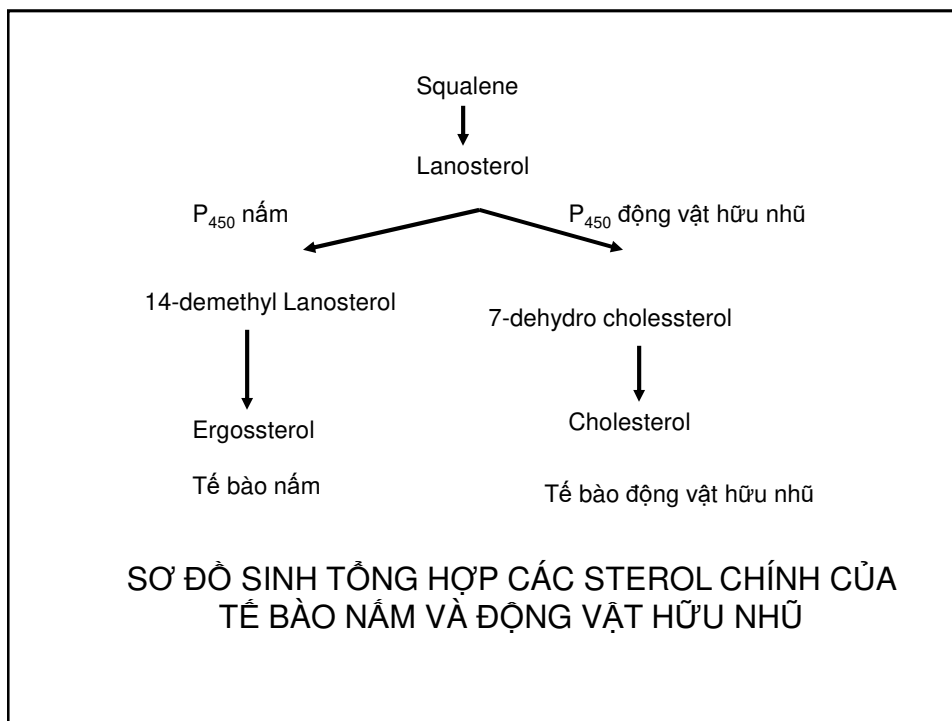 Squalene
Lanosterol
P450 nấm
P450 động vật hữu nhũ
14-demethyl Lanosterol
7-dehydro cholessterol
Ergossterol
Cholesterol
Tế bào nấm
Tế bào động vật hữu nhũ
SƠ ĐỒ SINH TỔNG HỢP CÁC STEROL CHÍNH CỦA
TẾ BÀO NẤM VÀ ĐỘNG VẬT HỮU NHŨ